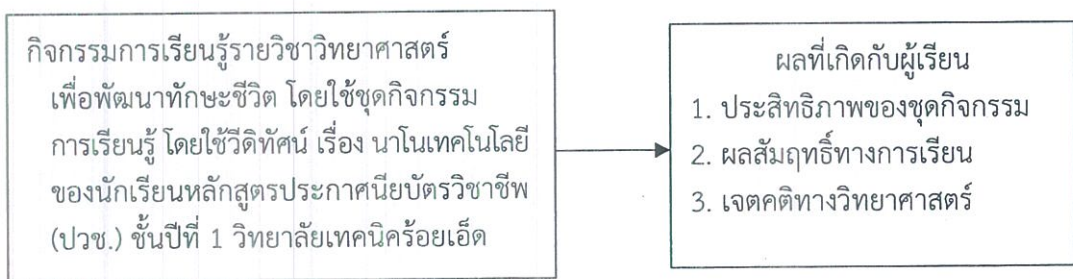 กิจกรรมการเรียนรู้รายวิชาวิทยาศาสตร์
เพื่อพัฒนาทักษะชีวิต โดยใช้ชุดกิจกรรม
การเรียนรู้ โดยใช้วีดิทัศน์ เรื่อง นาโนเทคโนโลยี
ของนักเรียนหลักสูตรประกาศนียบัตรวิชาชีพ
(ปวช.) ชั้นปีที่ 1 วิทยาลัยเทคนิคร้อยเอ็ด
ผลที่เกิดกับผู้เรียน
1. ประสิทธิภาพของชุดกิจกรรม
2. ผลสัมฤทธิ์ทางการเรียน
3. เจตคติทางวิทยาศาสตร์